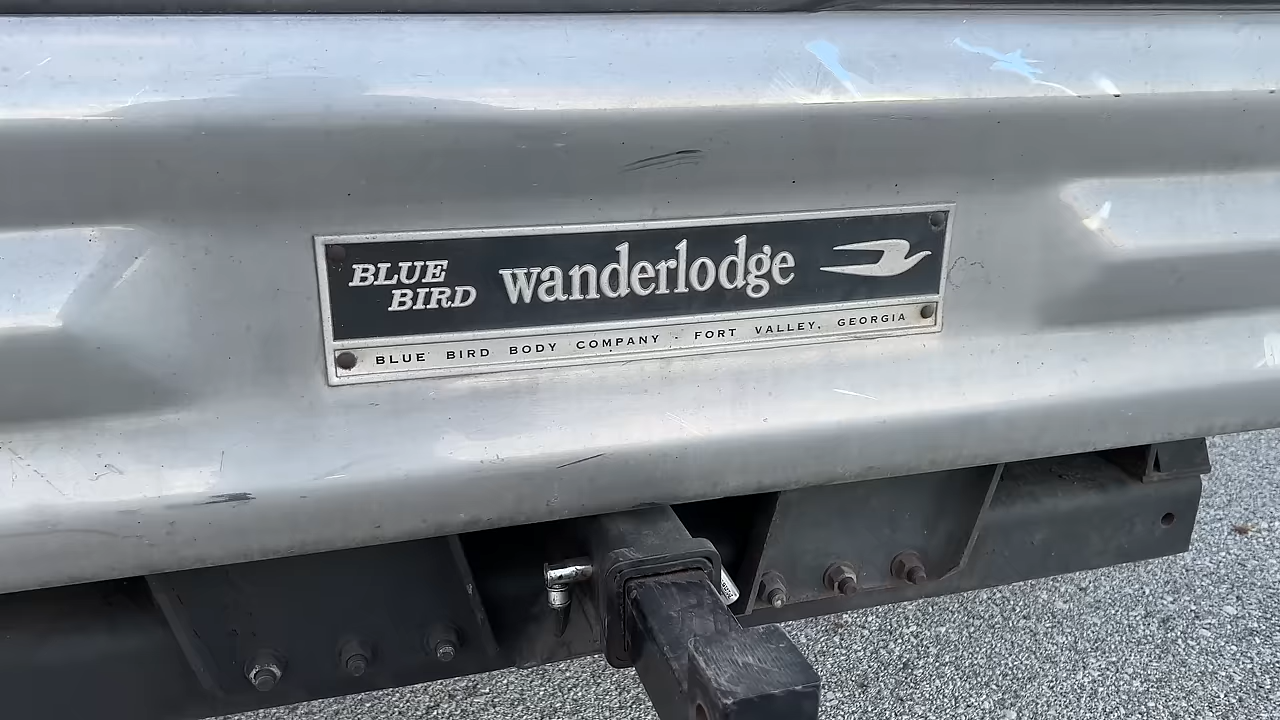 BLUE
BIRD
wanderlodge
BLUE BIRD BODY COMPANY - FORT VALLEY, GEORGIA